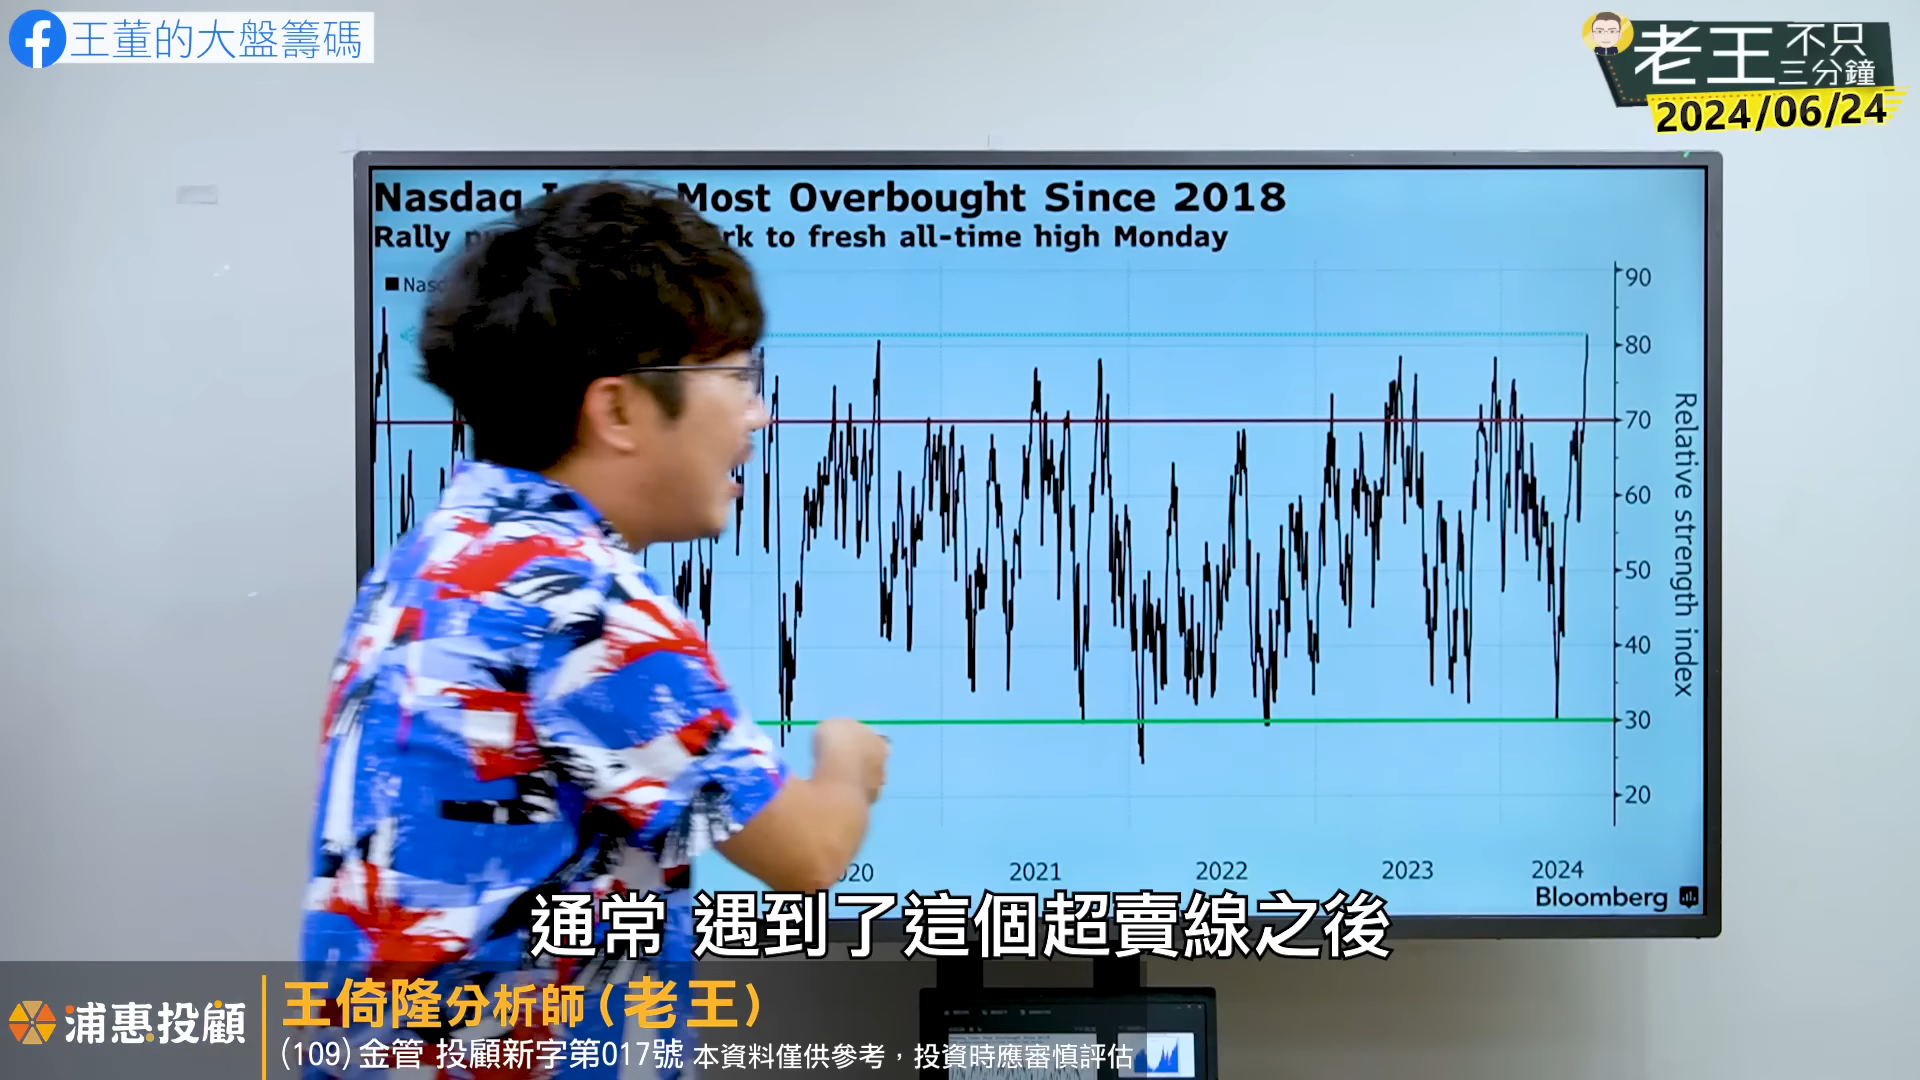 王董的大盤籌碼
老王不只三分鐘
2024/06/24
Nasdaq Most Overbought Since 2018
Rally to fresh all-time high Monday
90
80
70
60
50
40
30
20
Relative strength index
2021
2022
2023
2024
Bloomberg
通常 遇到了這個超賣線之後
浦惠投顧
王倚隆分析師(老王)
(109)金管 投顧新字第017號 本資料僅供參考，投資時應審慎評估